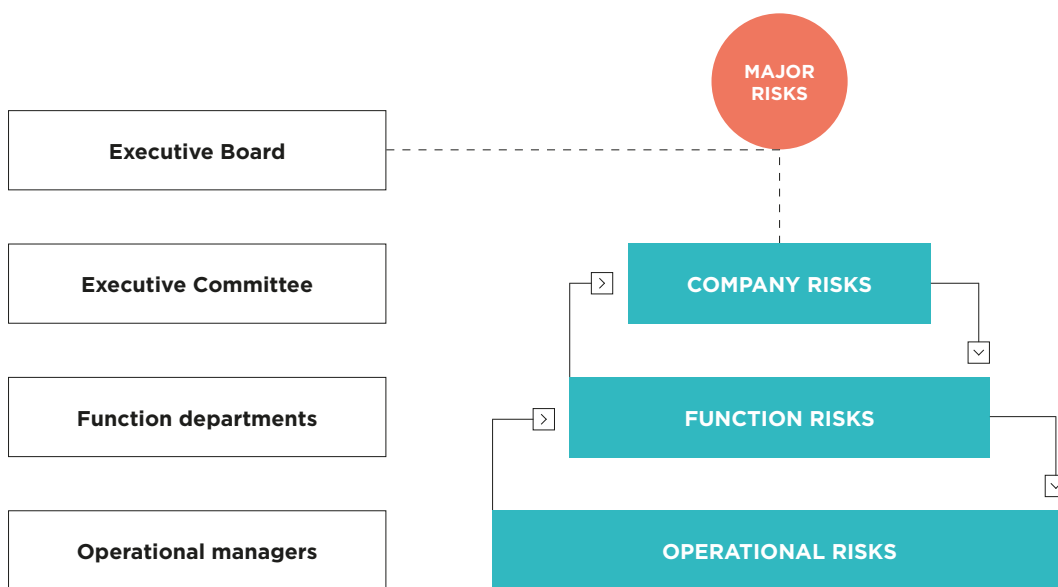 MAJOR
RISKS
Executive Board
Executive Committee
COMPANY RISKS
Function departments
FUNCTION RISKS
Operational managers
OPERATIONAL RISKS